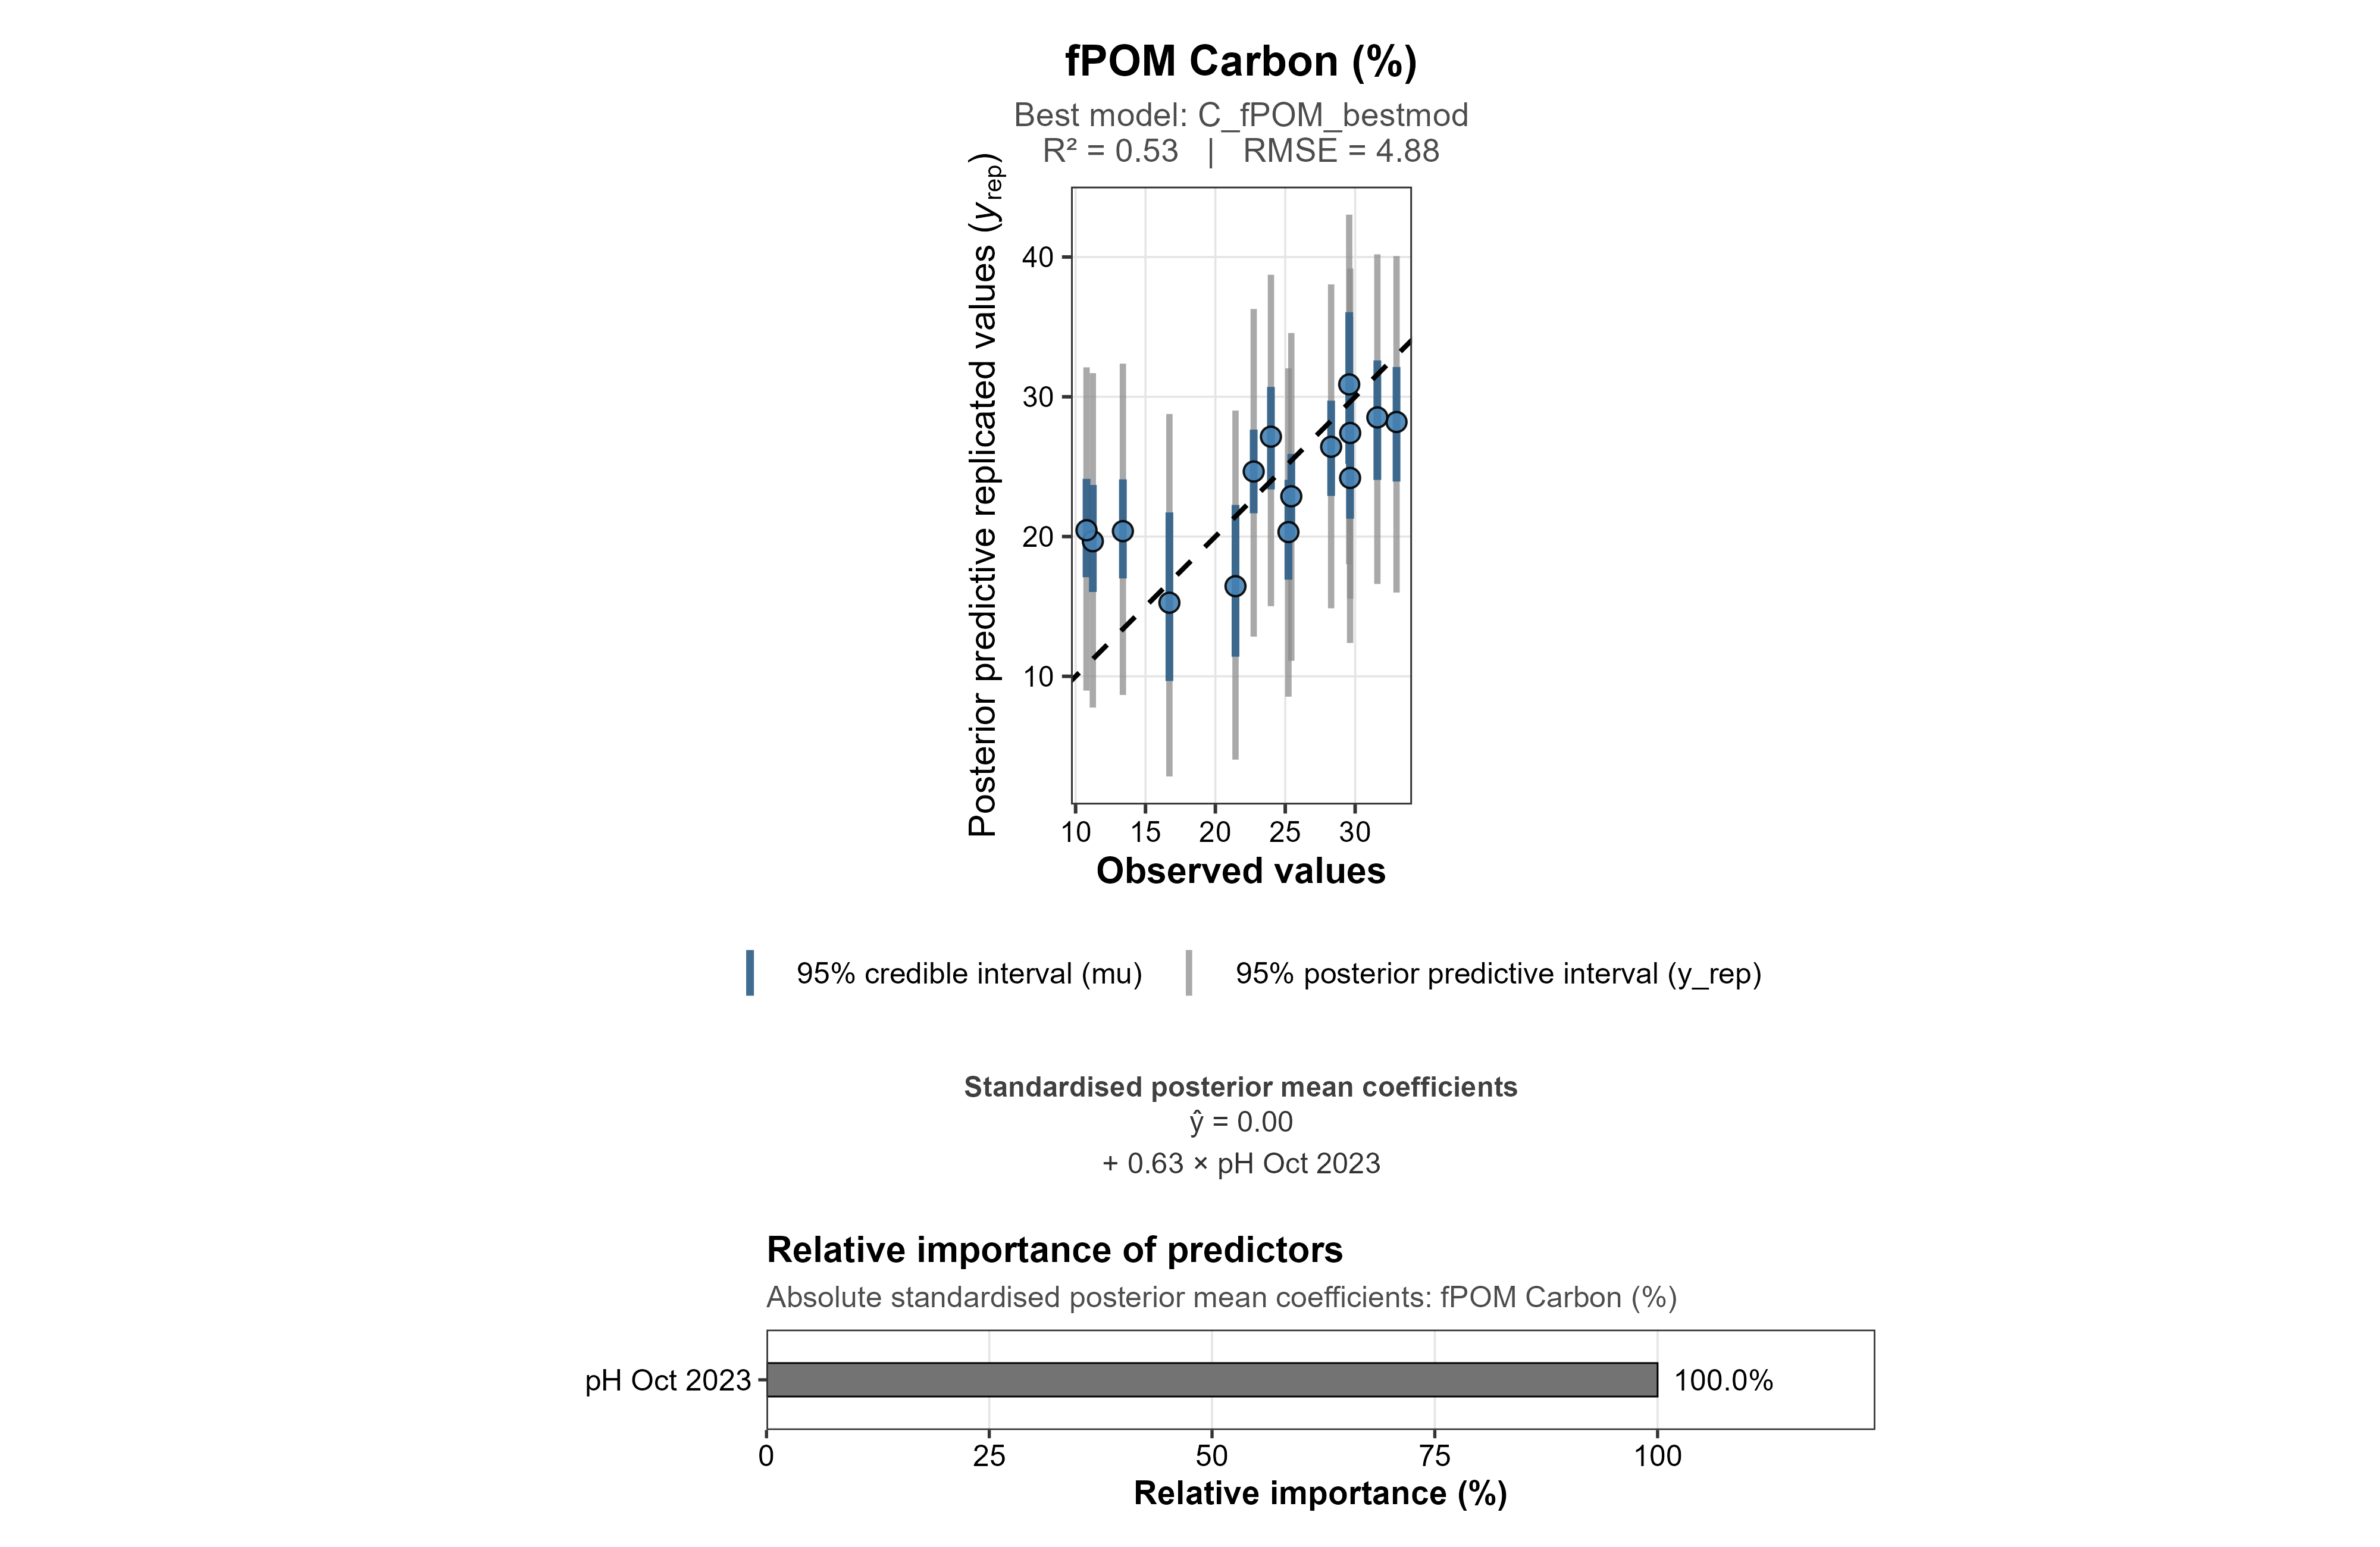 fPOM Carbon (%)
Best model: C_fPOM_bestmod
R² = 0.53 | RMSE = 4.88
Posterior predictive replicated values (y rep)
40
30
20
10
10 15 20 25 30
Observed values
95% credible interval (mu) 95% posterior predictive interval (y_rep)
Standardised posterior mean coefficients
ŷ = 0.00
+ 0.63 × pH Oct 2023
Relative importance of predictors
Absolute standardised posterior mean coefficients: fPOM Carbon (%)
pH Oct 2023 100.0%
0 25 50 75 100
Relative importance (%)